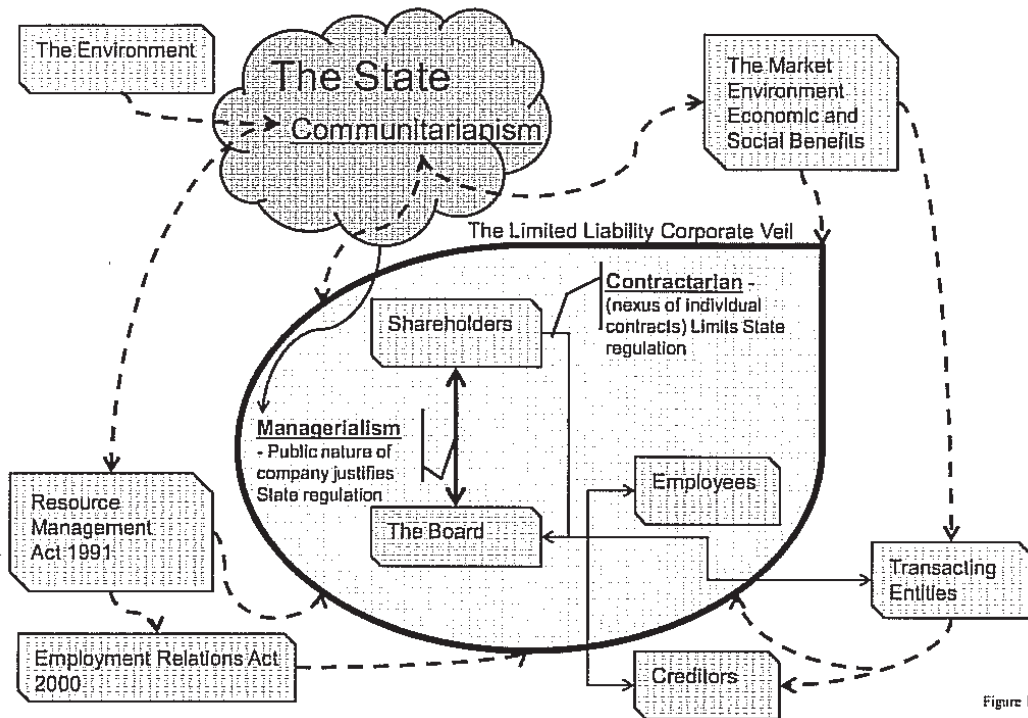 The Environment
The State
Communitarianism
The Market
Environment
Economic and
Social Benefits
The Limited Liability Corporate Veil
Contractarian -
(nexus of individual
contracts) Limits State
regulation
Shareholders
Managerialism
- Public nature of
company justifies
State regulation
Employees
Resource
Management
Act 1991
The Board
Transacting
Entities
Employment Relations Act
2000
Creditors
Figure